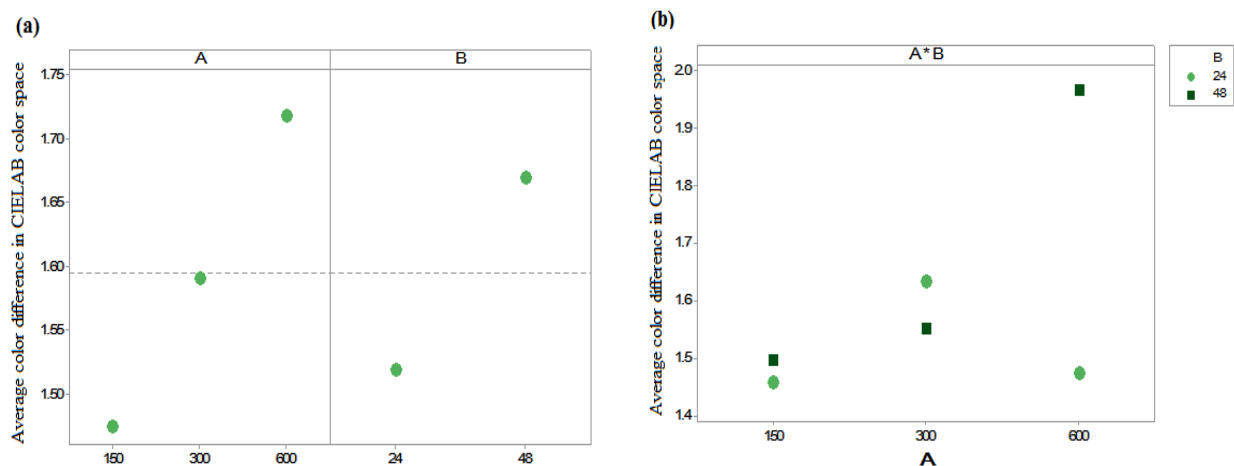 (a)
A B
Average color difference in CIELAB color space
1.75
1.70
1.65
1.60
1.55
1.50
150 300 600 24 48
(b)
A*B
Average color difference in CIELAB color space
2.0
1.9
1.8
1.7
1.6
1.5
1.4
150 300 600
A
B
24
48